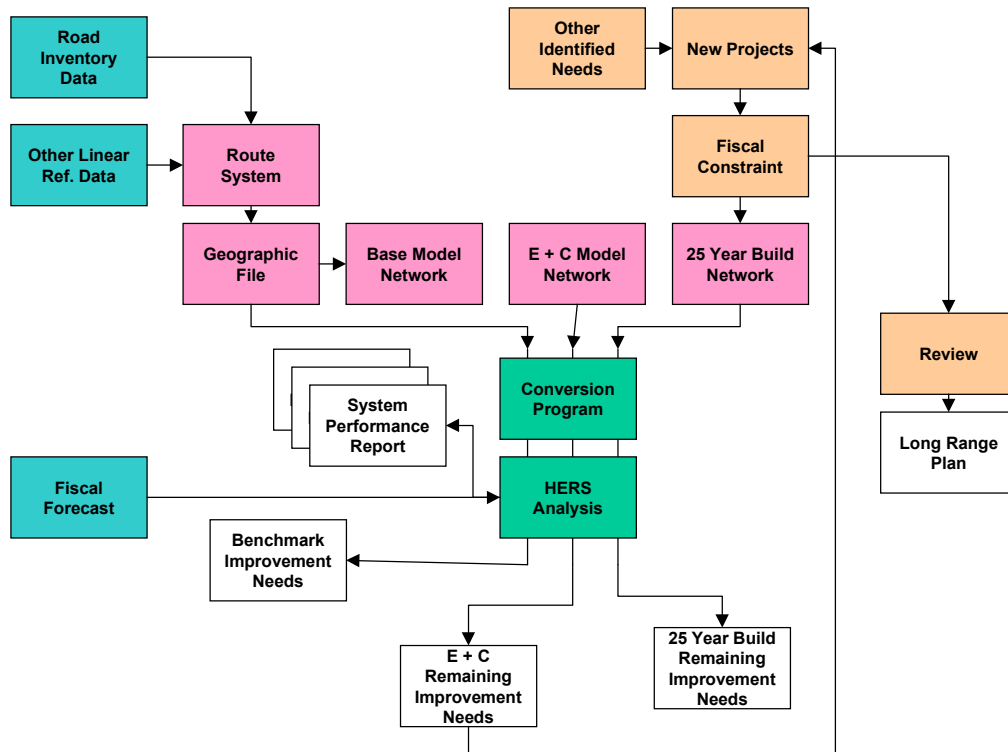 Road
Inventory
Data
Other
Identified
Needs
New Projects
Other Linear
Ref. Data
Route
System
Fiscal
Constraint
Geographic
File
Base Model
Network
E + C Model
Network
25 Year Build
Network
Review
Conversion
Program
System
Performance
Report
Long Range
Plan
Fiscal
Forecast
HERS
Analysis
Benchmark
Improvement
Needs
E + C
Remaining
Improvement
Needs
25 Year Build
Remaining
Improvement
Needs